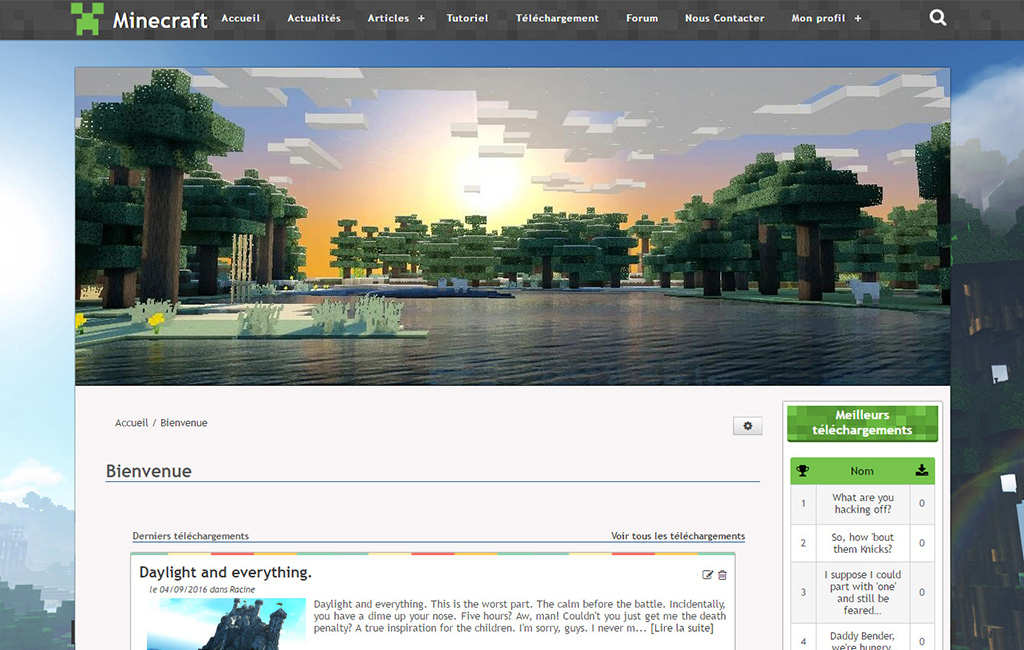 Minecraft
Accueil
Actualités
Articles +
Tutoriel
Téléchargement
Forum
Nous Contacter
Mon profil +
Accueil / Bienvenue
Bienvenue
Derniers téléchargements
Voir tous les téléchargements
Daylight and everything.
le 04/09/2016 dans Racine
Daylight and everything. This is the worst part. The calm before the battle. Incidentally,
you have a dime up your nose. Five hours? Aw, man! Couldn't you just get me the death
penalty? A true inspiration for the children. I'm sorry, guys. I never m... [Lire la suite]
Meilleurs
téléchargements
Nom
1 What are you 0
hacking off?
2 So, how 'bout 0
them Knicks?
3 I suppose I could 0
part with 'one'
and still be
feared...
4 Daddy Bender, 0
we're hungry.